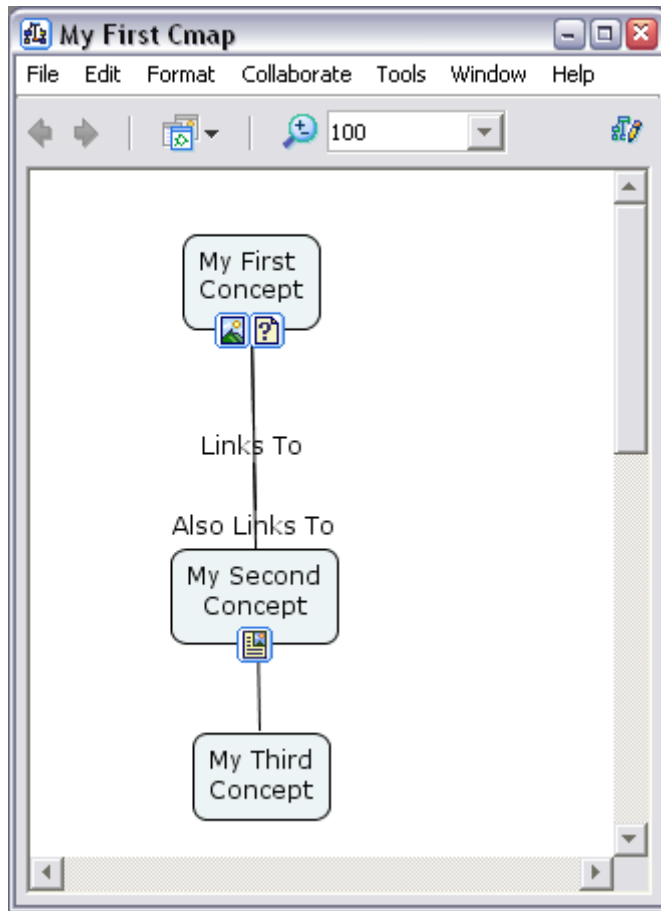 My First Cmap
File Edit Format Collaborate Tools Window Help
100
My First
Concept
Links To
Also Links To
My Second
Concept
My Third
Concept